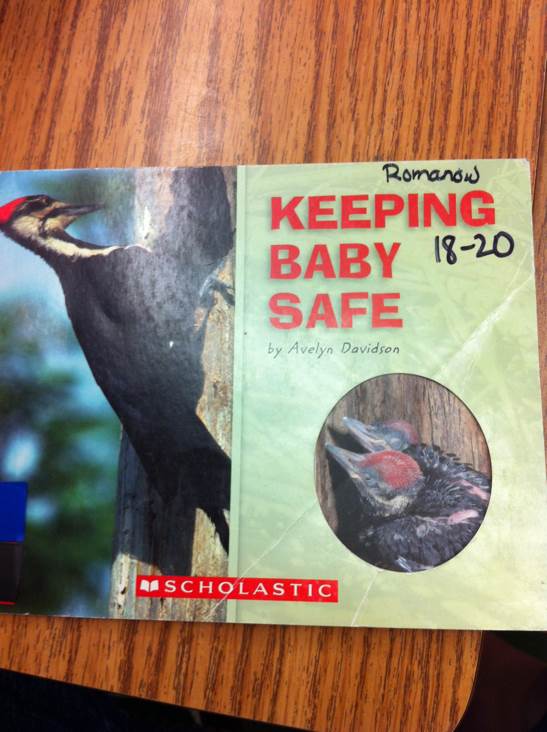 Romanow
KEEPING
BABY 18-20
SAFE
by Avelyn Davidson
SCHOLASTIC